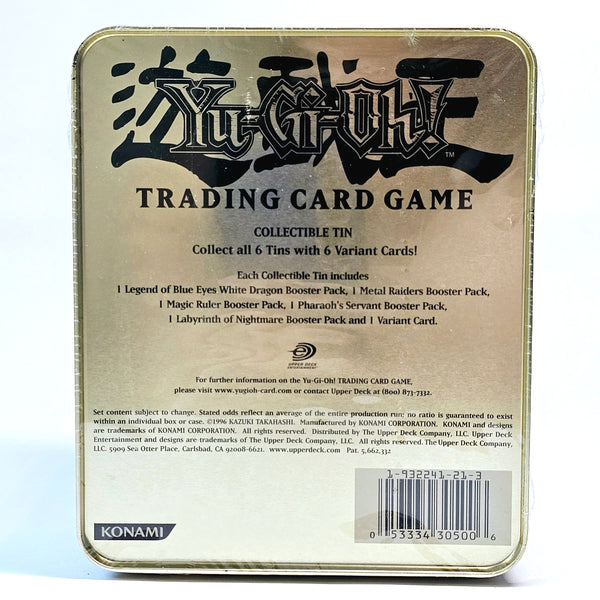 遊戯王
Yu-Gi-Oh!
TM
TRADING CARD GAME
COLLECTIBLE TIN
Collect all 6 Tins with 6 Variant Cards!
Each Collectible Tin includes
1 Legend of Blue Eyes White Dragon Booster Pack, 1 Metal Raiders Booster Pack,
1 Magic Ruler Booster Pack, 1 Pharaoh's Servant Booster Pack,
1 Labyrinth of Nightmare Booster Pack and 1 Variant Card.
UPPER DECK
ENTERTAINMENT
For further information on the Yu-Gi-Oh! TRADING CARD GAME,
please visit www.yugioh-card.com or contact Upper Deck at (800) 873-7332.
Set content subject to change. Stated odds reflect an average of the entire production run; no ratio is guaranteed to exist
within an individual box or case. ©1996 KAZUKI TAKAHASHI. Manufactured by KONAMI CORPORATION. KONAMI and designs
are trademarks of KONAMI CORPORATION. All rights reserved. Distributed by The Upper Deck Company, LLC. Upper Deck
Entertainment and designs are trademarks of The Upper Deck Company, LLC. All rights reserved. The Upper Deck Company,
LLC. 5909 Sea Otter Place, Carlsbad, CA 92008-6621. www.upperdeck.com Pat. 5,662,332
1-932241-21-3
0 53334 30500 6
KONAMI